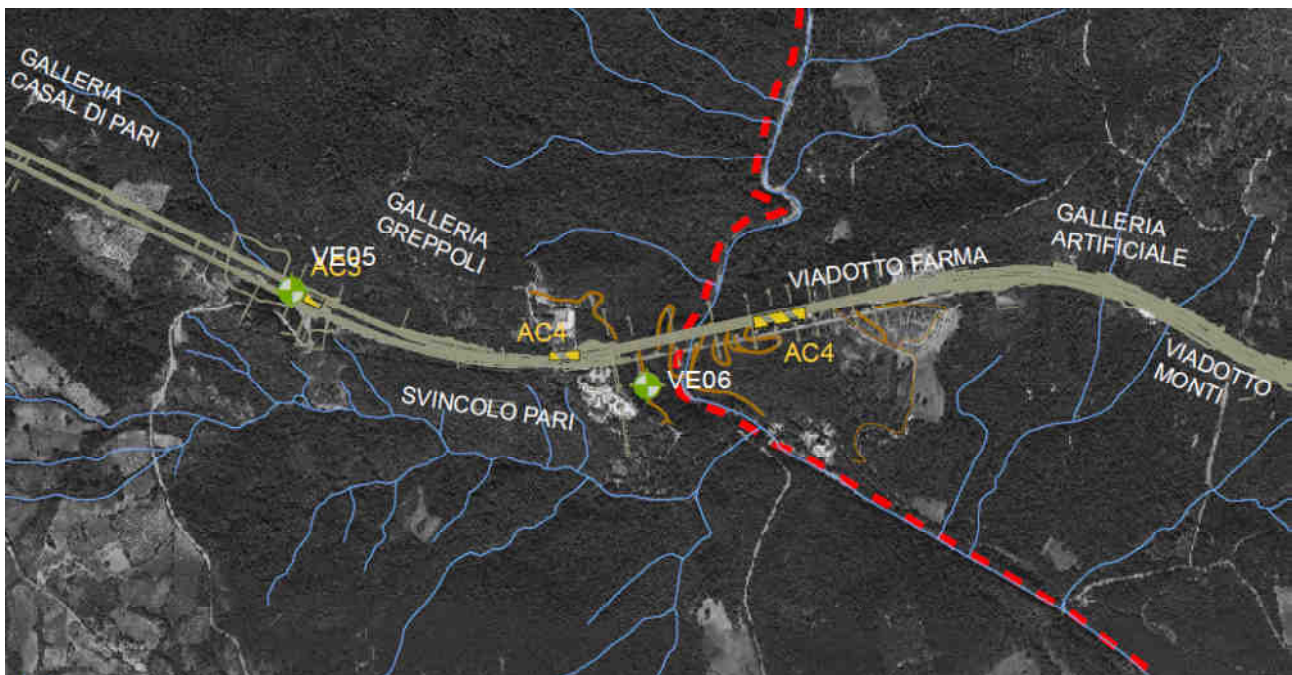 GALLERIA
CASAL DI PARI
VE05
AC3
GALLERIA
GREPPOLI
AC4
SVINCOLO PARI
VE06
VIADOTTO FARMA
AC4
GALLERIA
ARTIFICIALE
VIADOTTO
MONTI